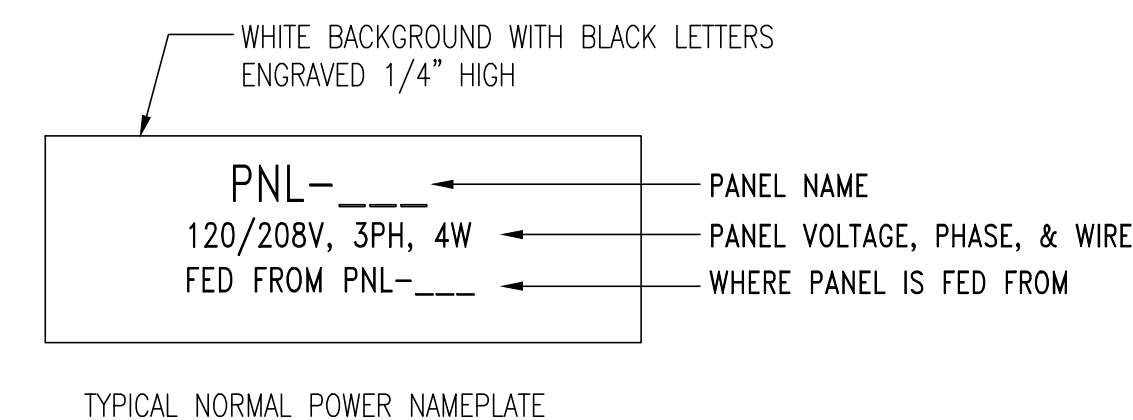 WHITE BACKGROUND WITH BLACK LETTERS
ENGRAVED 1/4” HIGH
PNL-___
PANEL NAME
120/208V, 3PH, 4W
PANEL VOLTAGE, PHASE, & WIRE
FED FROM PNL-___
WHERE PANEL IS FED FROM
TYPICAL NORMAL POWER NAMEPLATE